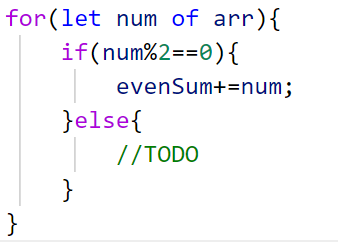 for(let num of arr){
    if(num%2==0){
        evenSum+=num;
    }else{
        //TODO
    }
}